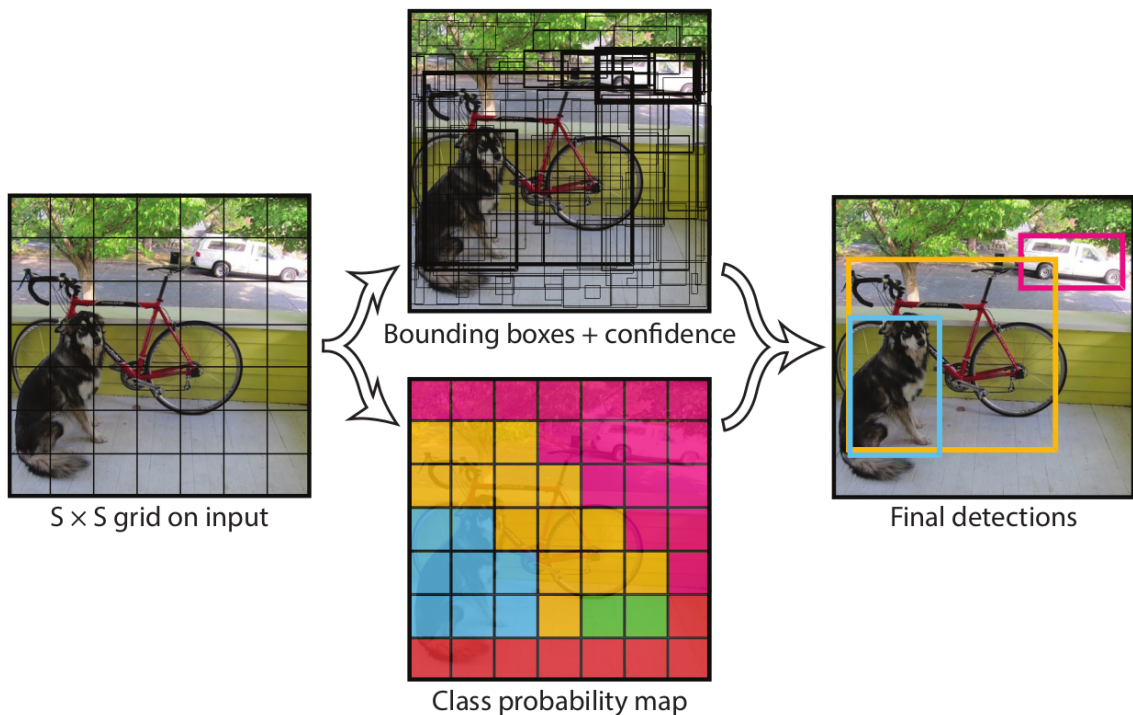 S × S grid on input
Bounding boxes + confidence
Class probability map
Final detections